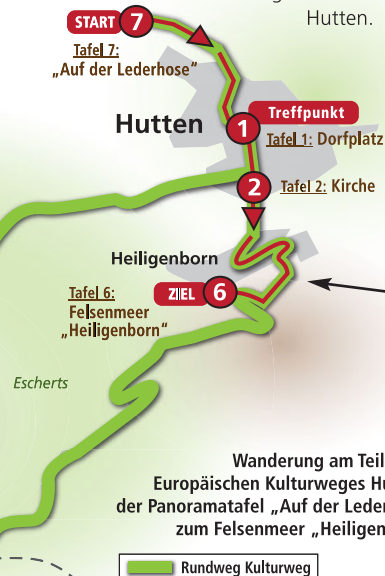 Hutten.
START 7
Tafel 7:
„Auf der Lederhose“
Hutten
Treffpunkt
1
Tafel 1: Dorfplatz
2
Tafel 2: Kirche
Heiligenborn
Tafel 6:
Felsenmeer
„Heiligenborn“
ZIEL 6
Escherts
Wanderung am Teil
Europäischen Kulturweges Hu
der Panoramatafel „Auf der Leder
zum Felsenmeer „Heiligen
Rundweg Kulturweg